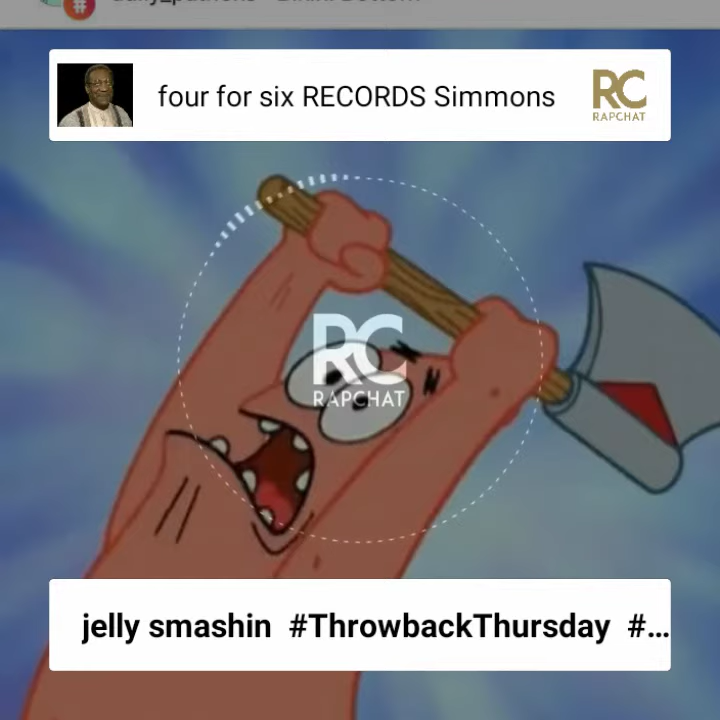 four for six RECORDS Simmons
RC
RAPCHAT
RC
RAPCHAT
jelly smashin #ThrowbackThursday #...